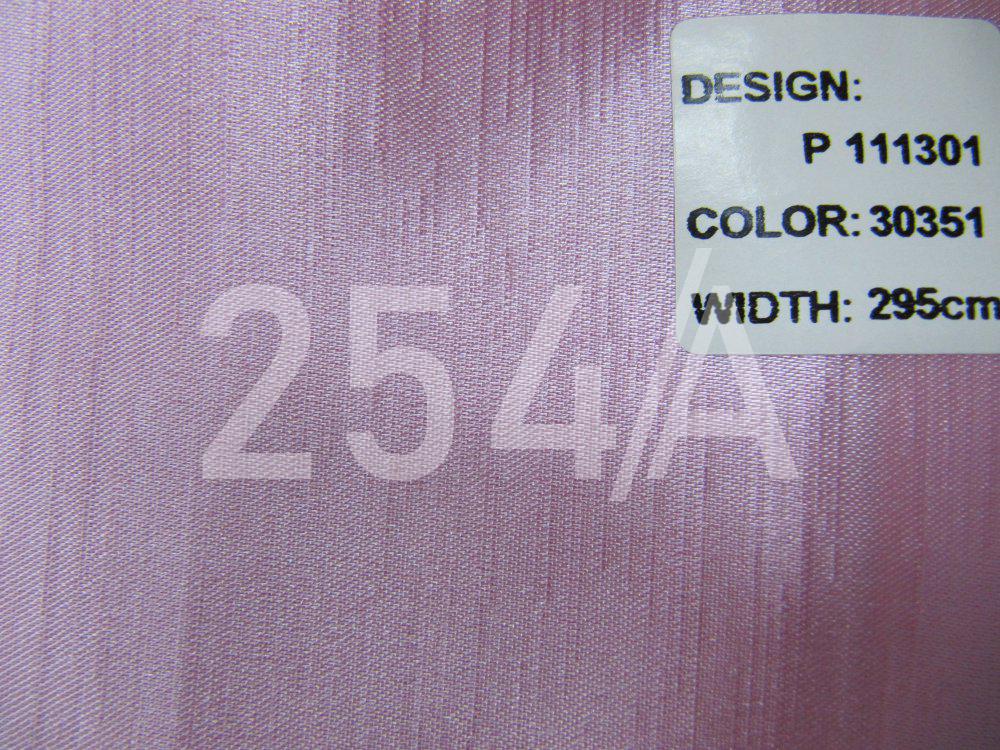 DESIGN:
P 111301
COLOR: 30351
WIDTH: 295cm
254/A